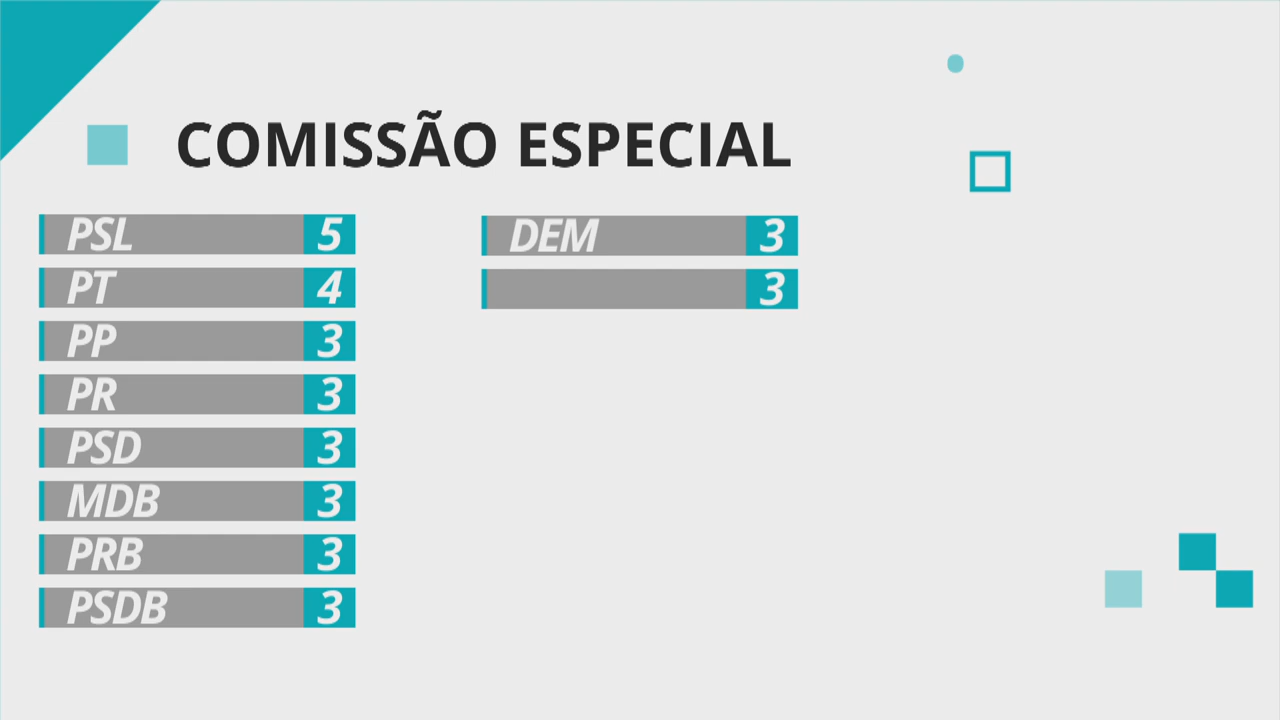 COMISSÃO ESPECIAL
PSL 5
PT 4
PP 3
PR 3
PSD 3
MDB 3
PRB 3
PSDB 3
DEM 3
3